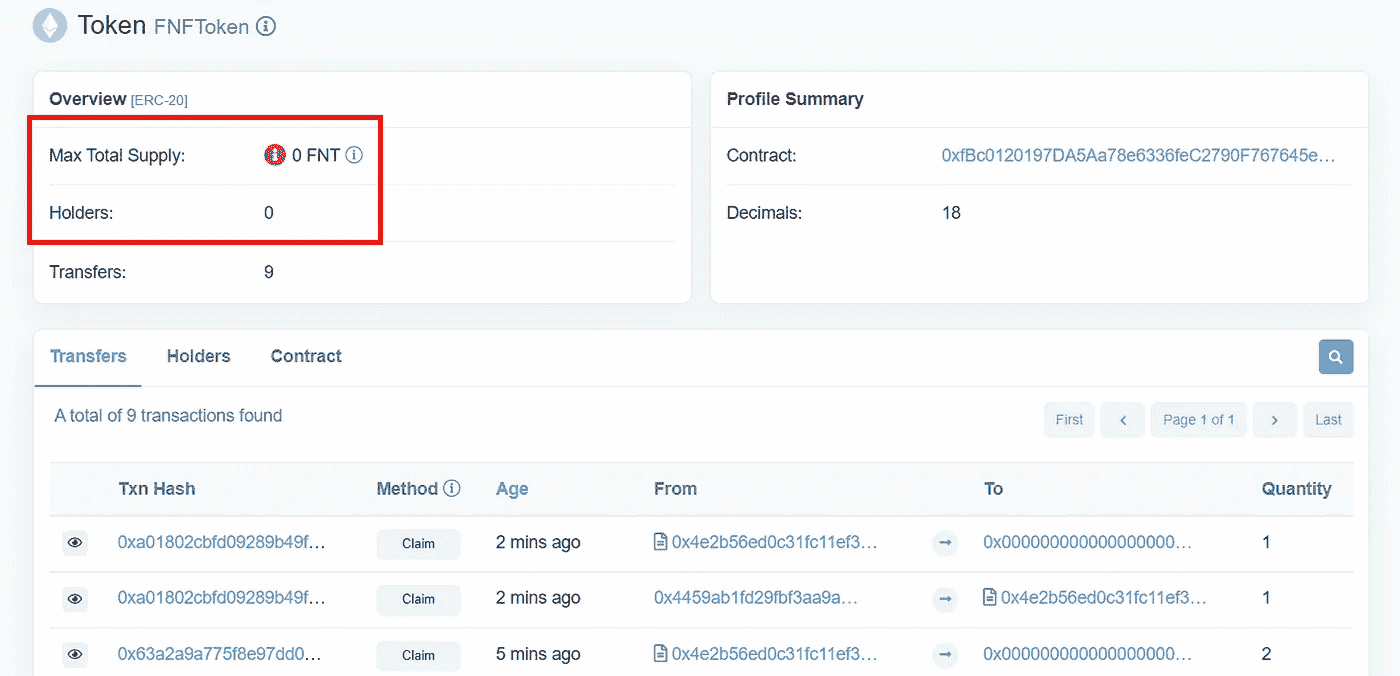 Token FNFToken
Overview [ERC-20]
Max Total Supply: 0 FNT
Holders: 0
Transfers: 9
Profile Summary
Contract: 0xfBc0120197DA5Aa78e6336feC2790F767645e...
Decimals: 18
Transfers Holders Contract
A total of 9 transactions found
First < Page 1 of 1 > Last
Txn Hash Method Age From To Quantity
0xa01802cbfd09289b49f... Claim 2 mins ago 0x4e2b56ed0c31fc11ef3... 0x000000000000000000... 1
0xa01802cbfd09289b49f... Claim 2 mins ago 0x4459ab1fd29fbf3aa9a... 0x4e2b56ed0c31fc11ef3... 1
0x63a2a9a775f8e97dd0... Claim 5 mins ago 0x4e2b56ed0c31fc11ef3... 0x000000000000000000... 2